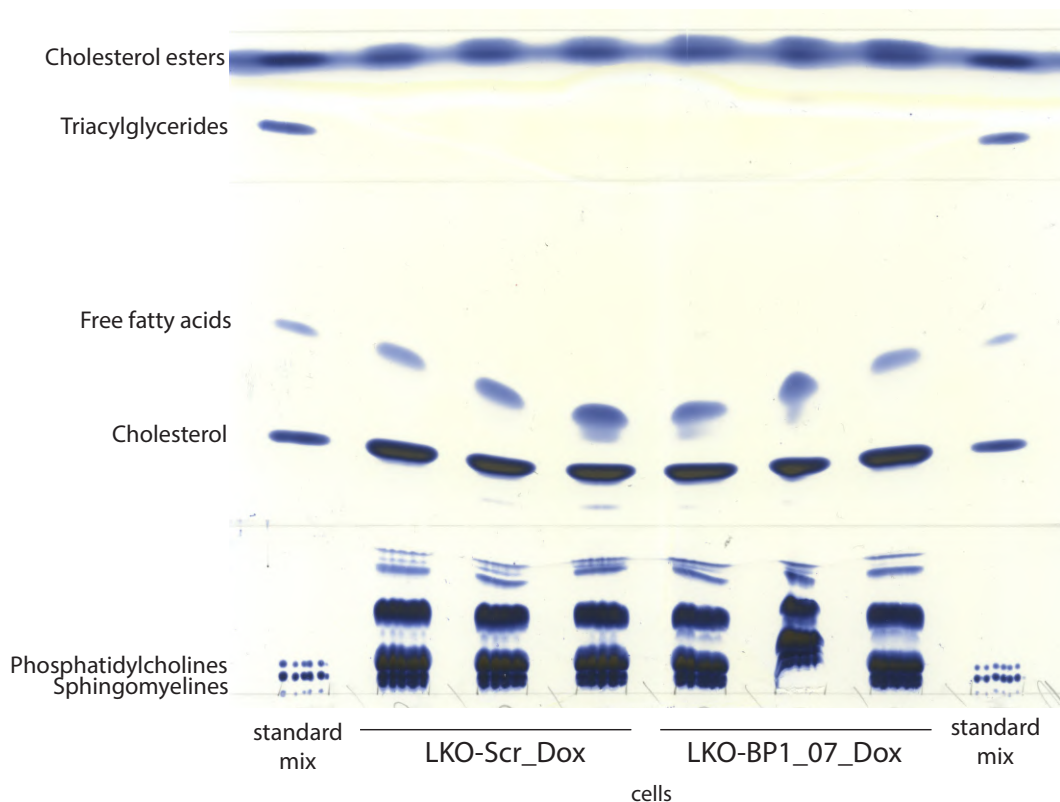 Cholesterol esters
Triacylglycerides
Free fatty acids
Cholesterol
Phosphatidylcholines
Sphingomyelines
standard
mix
LKO-Scr_Dox
LKO-BP1_07_Dox
standard
mix
cells